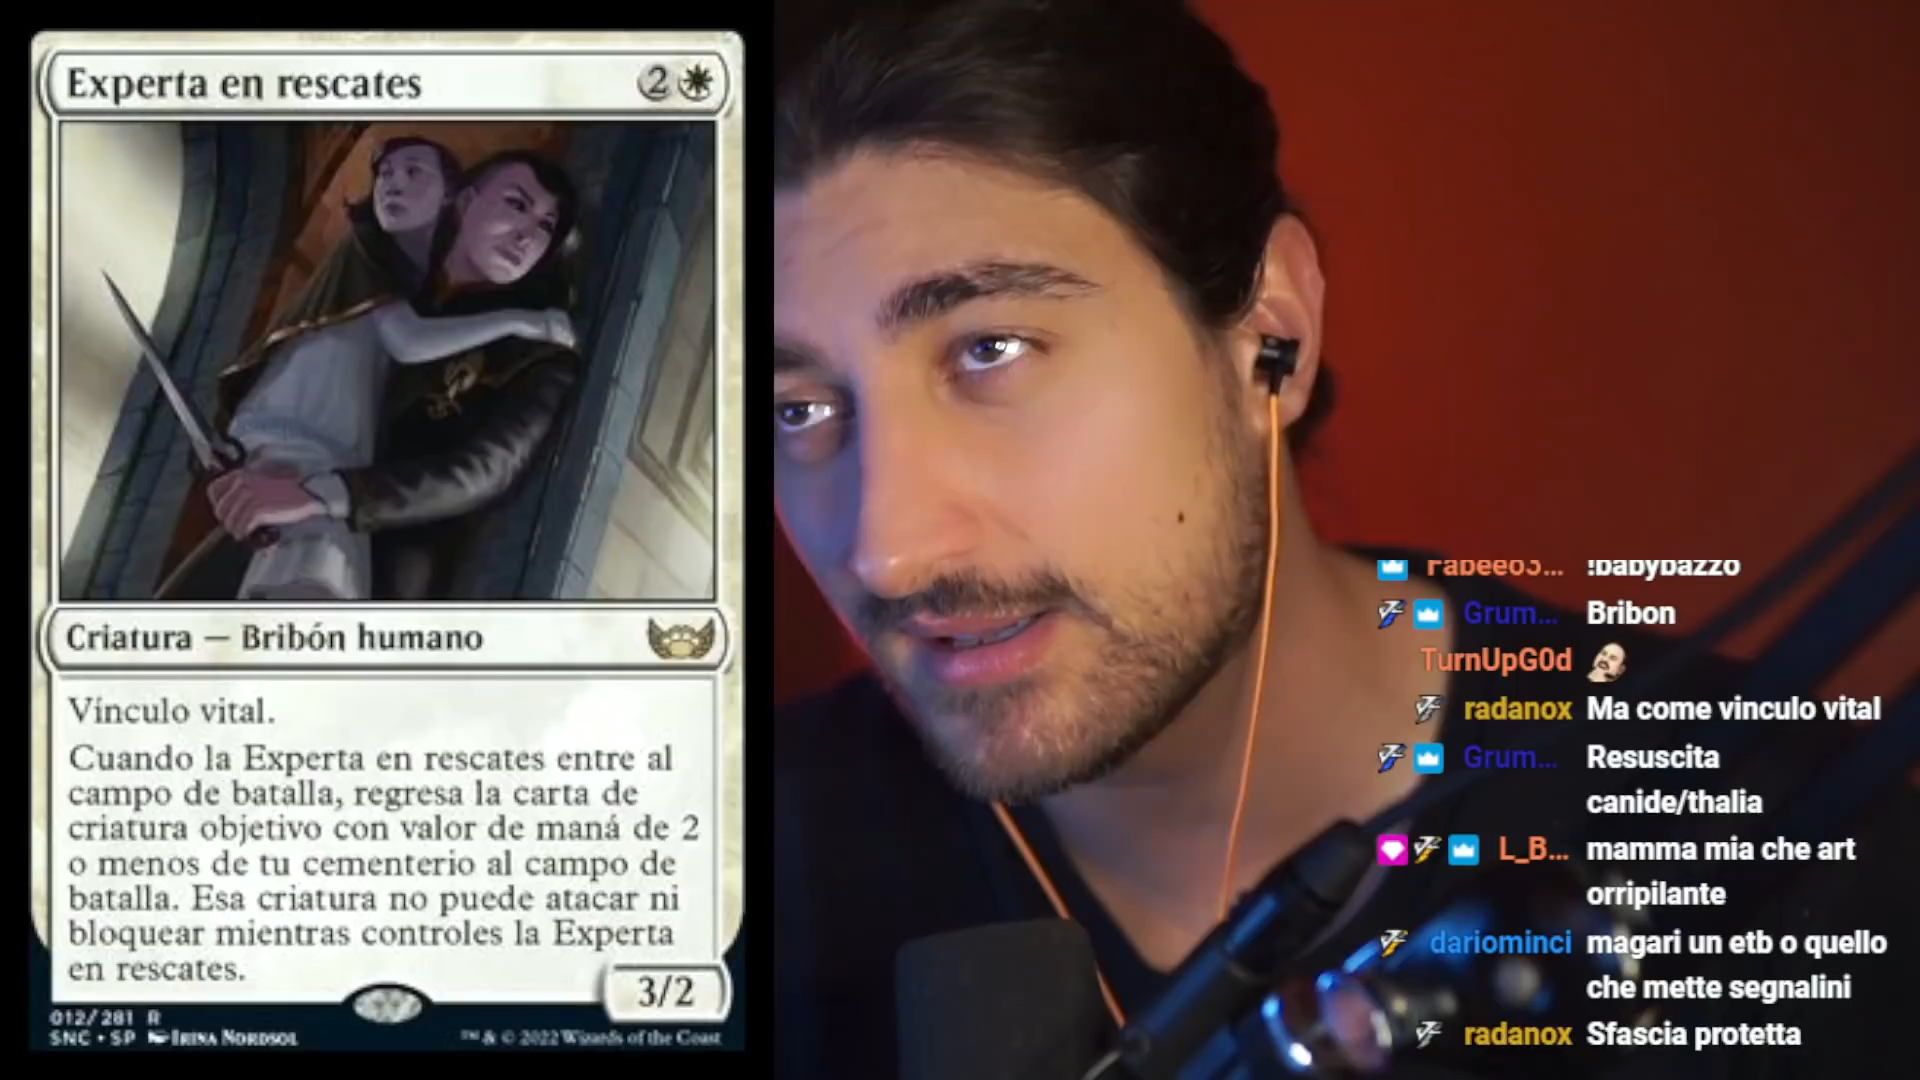 Experta en rescates
2
Criatura — Bribón humano
Vínculo vital.
Cuando la Experta en rescates entre al
campo de batalla, regresa la carta de
criatura objetivo con valor de maná de 2
o menos de tu cementerio al campo de
batalla. Esa criatura no puede atacar ni
bloquear mientras controles la Experta
en rescates.
3/2
012/281 R
SNC • SP Irina Nordsol
™ & © 2022 Wizards of the Coast
!babybazzo
Grum... Bribon
TurnUpG0d
radanox Ma come vinculo vital
Grum... Resuscita
canide/thalia
L_B... mamma mia che art
orripilante
dariominci magari un etb o quello
che mette segnalini
radanox Sfascia protetta